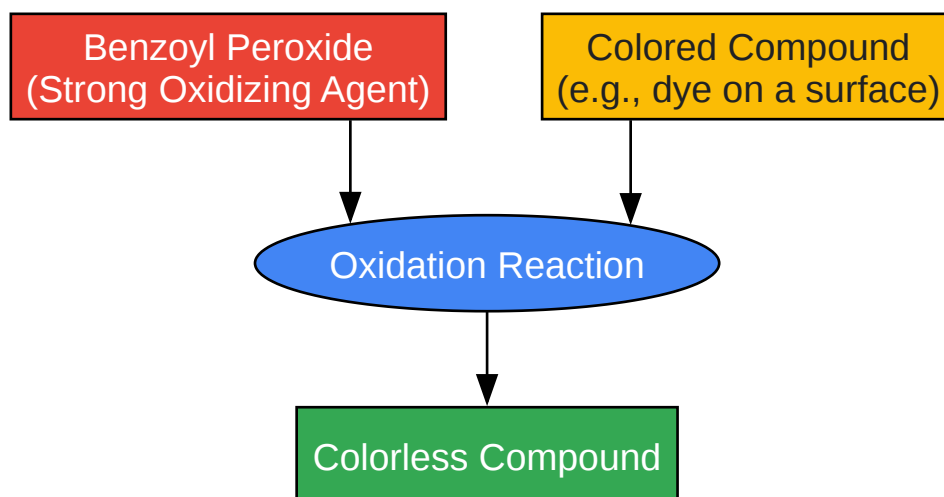 Benzoyl Peroxide
(Strong Oxidizing Agent)
Colored Compound
(e.g., dye on a surface)
Oxidation Reaction
Colorless Compound